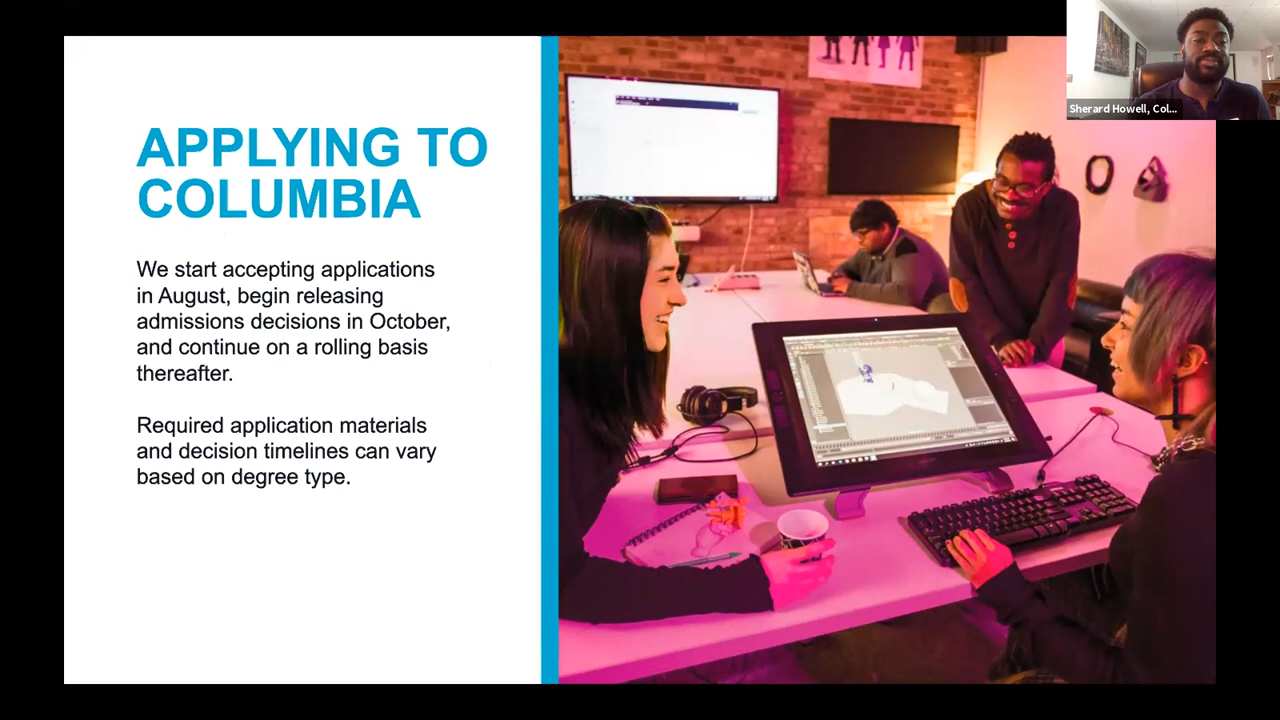 APPLYING TO
COLUMBIA
We start accepting applications
in August, begin releasing
admissions decisions in October,
and continue on a rolling basis
thereafter.
Required application materials
and decision timelines can vary
based on degree type.
Sherard Howell, Col...